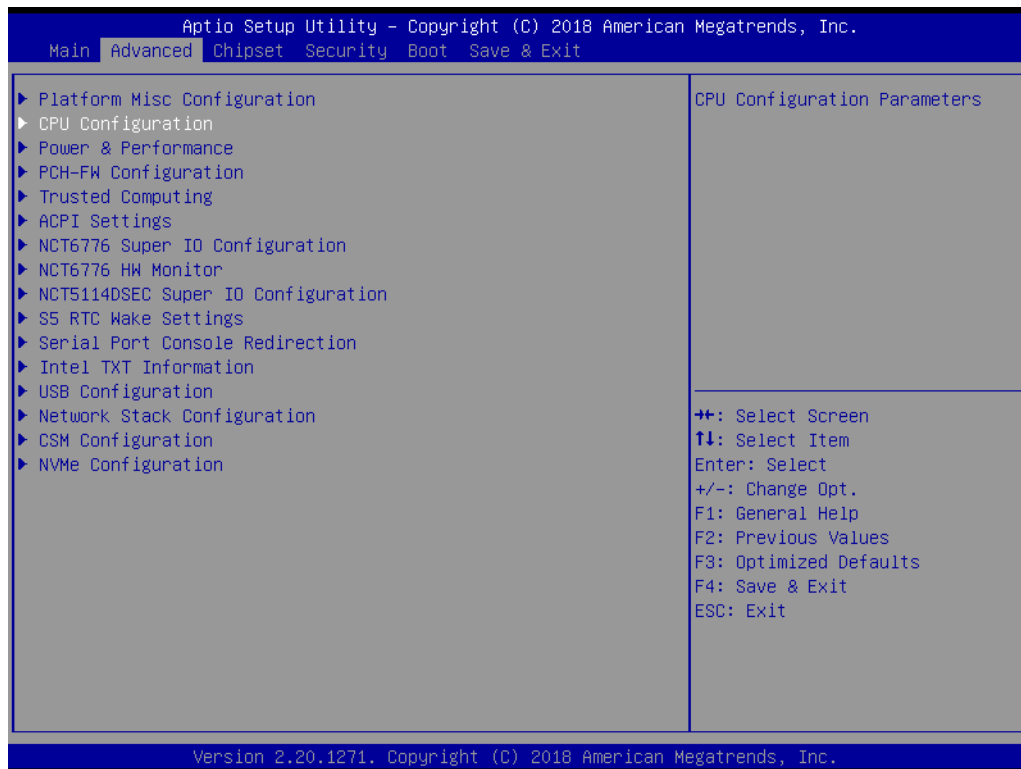 Aptio Setup Utility – Copyright (C) 2018 American Megatrends, Inc.
Main Advanced Chipset Security Boot Save & Exit
Platform Misc Configuration
CPU Configuration
Power & Performance
PCH-FW Configuration
Trusted Computing
ACPI Settings
NCT6776 Super IO Configuration
NCT6776 HW Monitor
NCT5114DSEC Super IO Configuration
S5 RTC Wake Settings
Serial Port Console Redirection
Intel TXT Information
USB Configuration
Network Stack Configuration
CSM Configuration
NVMe Configuration
CPU Configuration Parameters
→←: Select Screen
↑↓: Select Item
Enter: Select
+/-: Change Opt.
F1: General Help
F2: Previous Values
F3: Optimized Defaults
F4: Save & Exit
ESC: Exit
Version 2.20.1271. Copyright (C) 2018 American Megatrends, Inc.